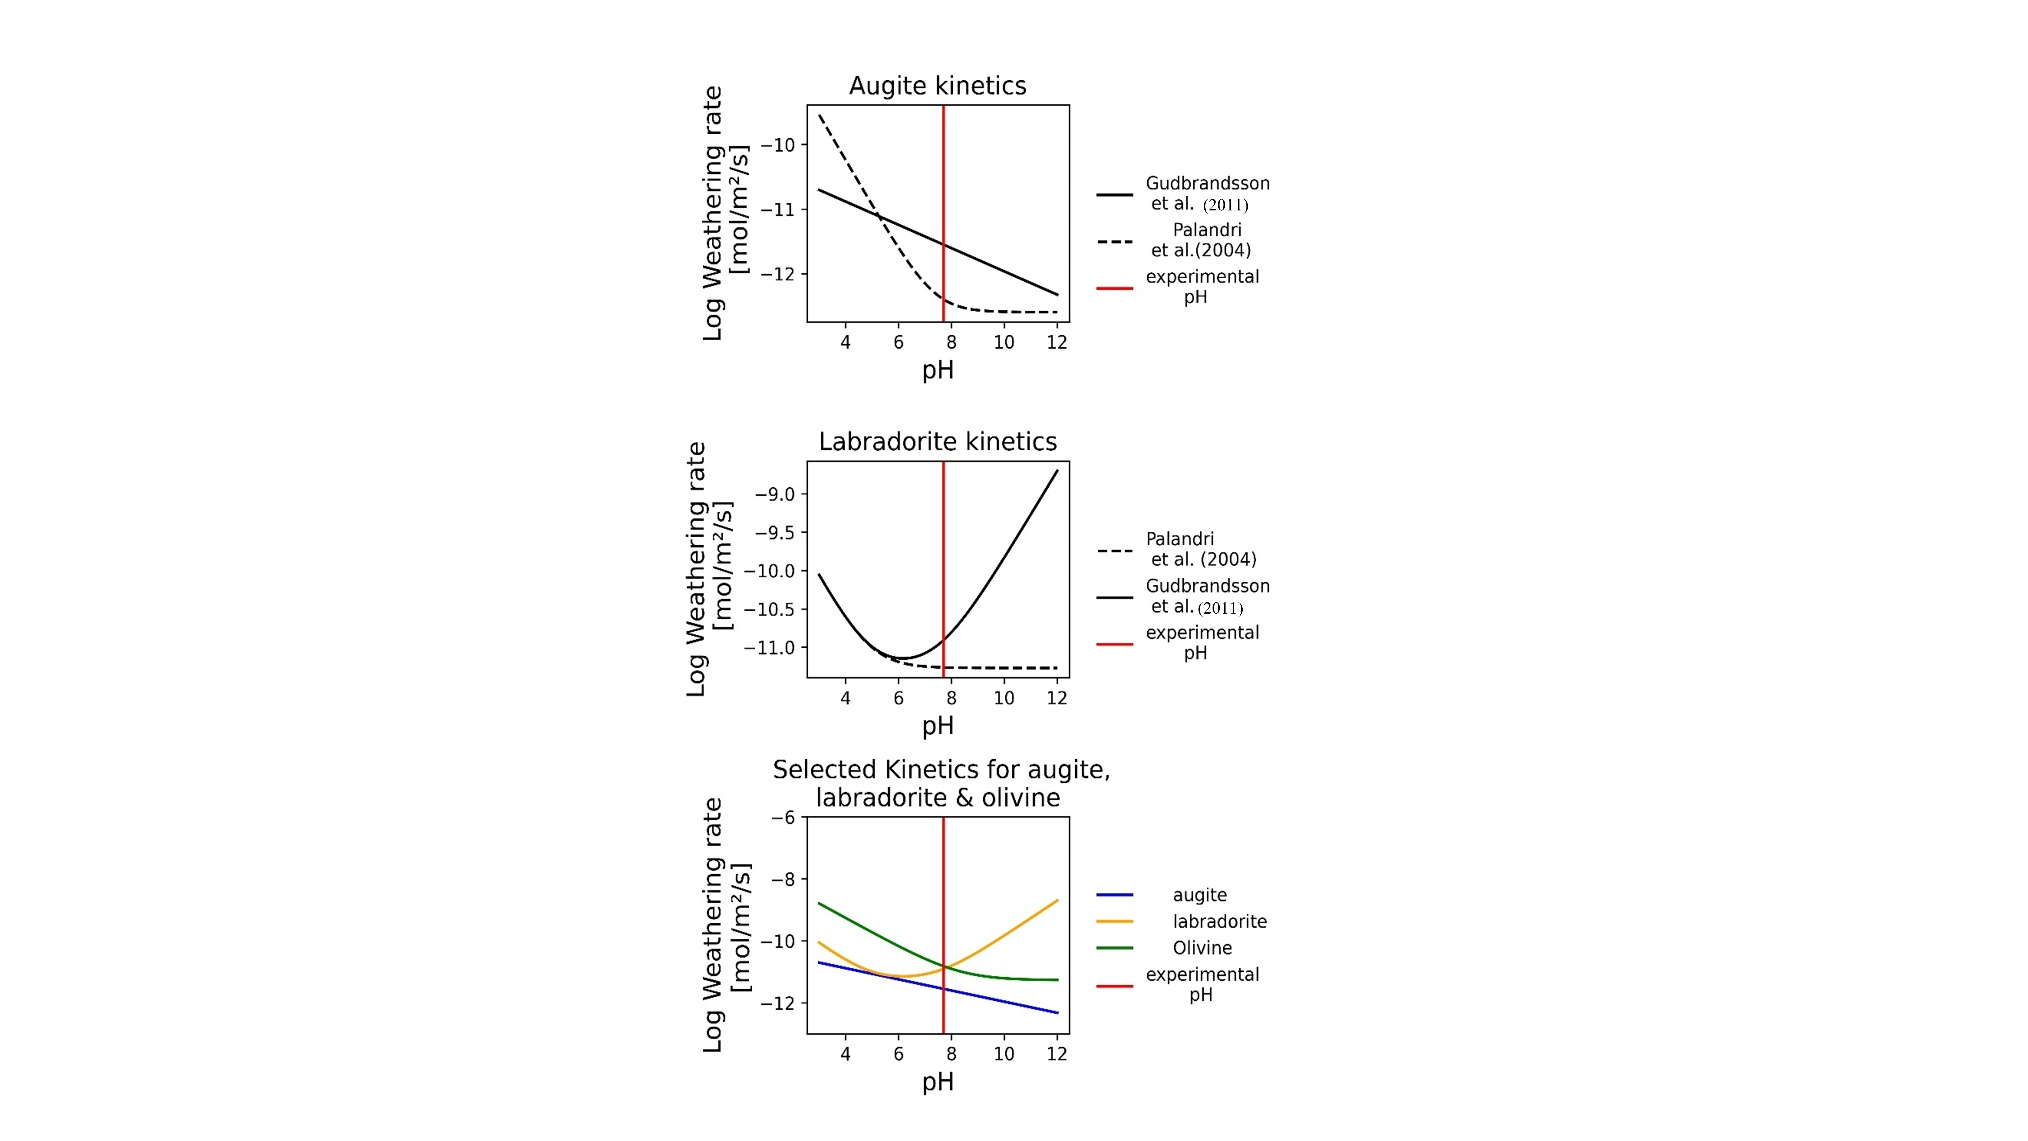 Augite kinetics
Log Weathering rate
[mol/m²/s]
−10
−11
−12
4 6 8 10 12
pH
Gudbrandsson
et al. (2011)
Palandri
et al.(2004)
experimental
pH
Labradorite kinetics
Log Weathering rate
[mol/m²/s]
−9.0
−9.5
−10.0
−10.5
−11.0
4 6 8 10 12
pH
Palandri
et al. (2004)
Gudbrandsson
et al. (2011)
experimental
pH
Selected Kinetics for augite,
labradorite & olivine
Log Weathering rate
[mol/m²/s]
−6
−8
−10
−12
4 6 8 10 12
pH
augite
labradorite
Olivine
experimental
pH